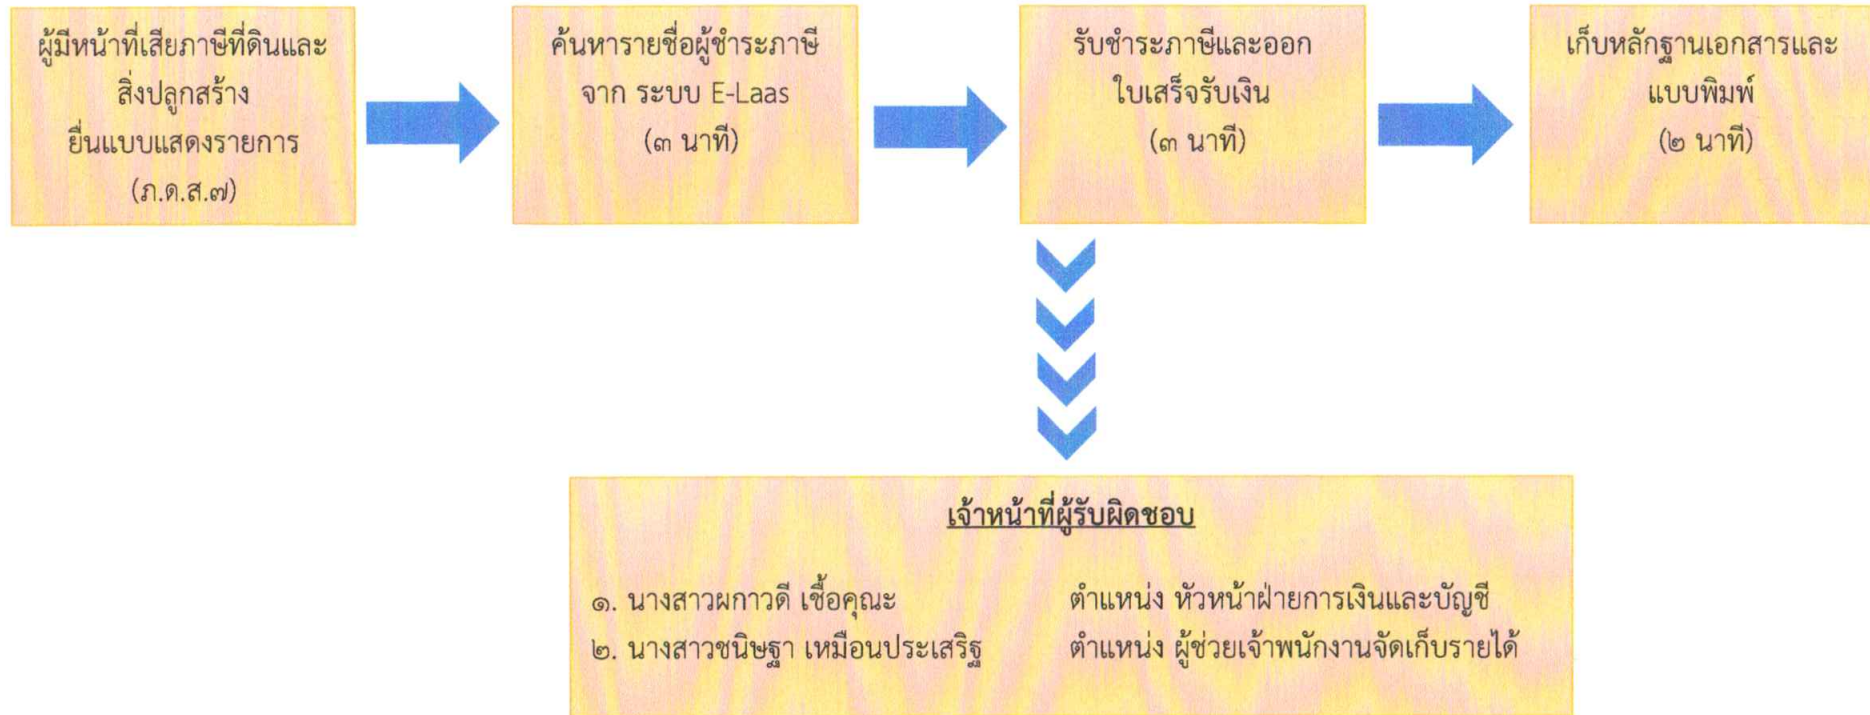 ผู้มีหน้าที่เสียภาษีที่ดินและ
สิ่งปลูกสร้าง
ยื่นแบบแสดงรายการ
(ภ.ด.ส.๗)
ค้นหารายชื่อผู้ชำระภาษี
จาก ระบบ E-Laas
(๓ นาที)
รับชำระภาษีและออก
ใบเสร็จรับเงิน
(๓ นาที)
เก็บหลักฐานเอกสารและ
แบบพิมพ์
(๒ นาที)
เจ้าหน้าที่ผู้รับผิดชอบ
๑. นางสาวผกาวดี เชื้อคุณะ ตำแหน่ง หัวหน้าฝ่ายการเงินและบัญชี
๒. นางสาวชนิษฐา เหมือนประเสริฐ ตำแหน่ง ผู้ช่วยเจ้าพนักงานจัดเก็บรายได้